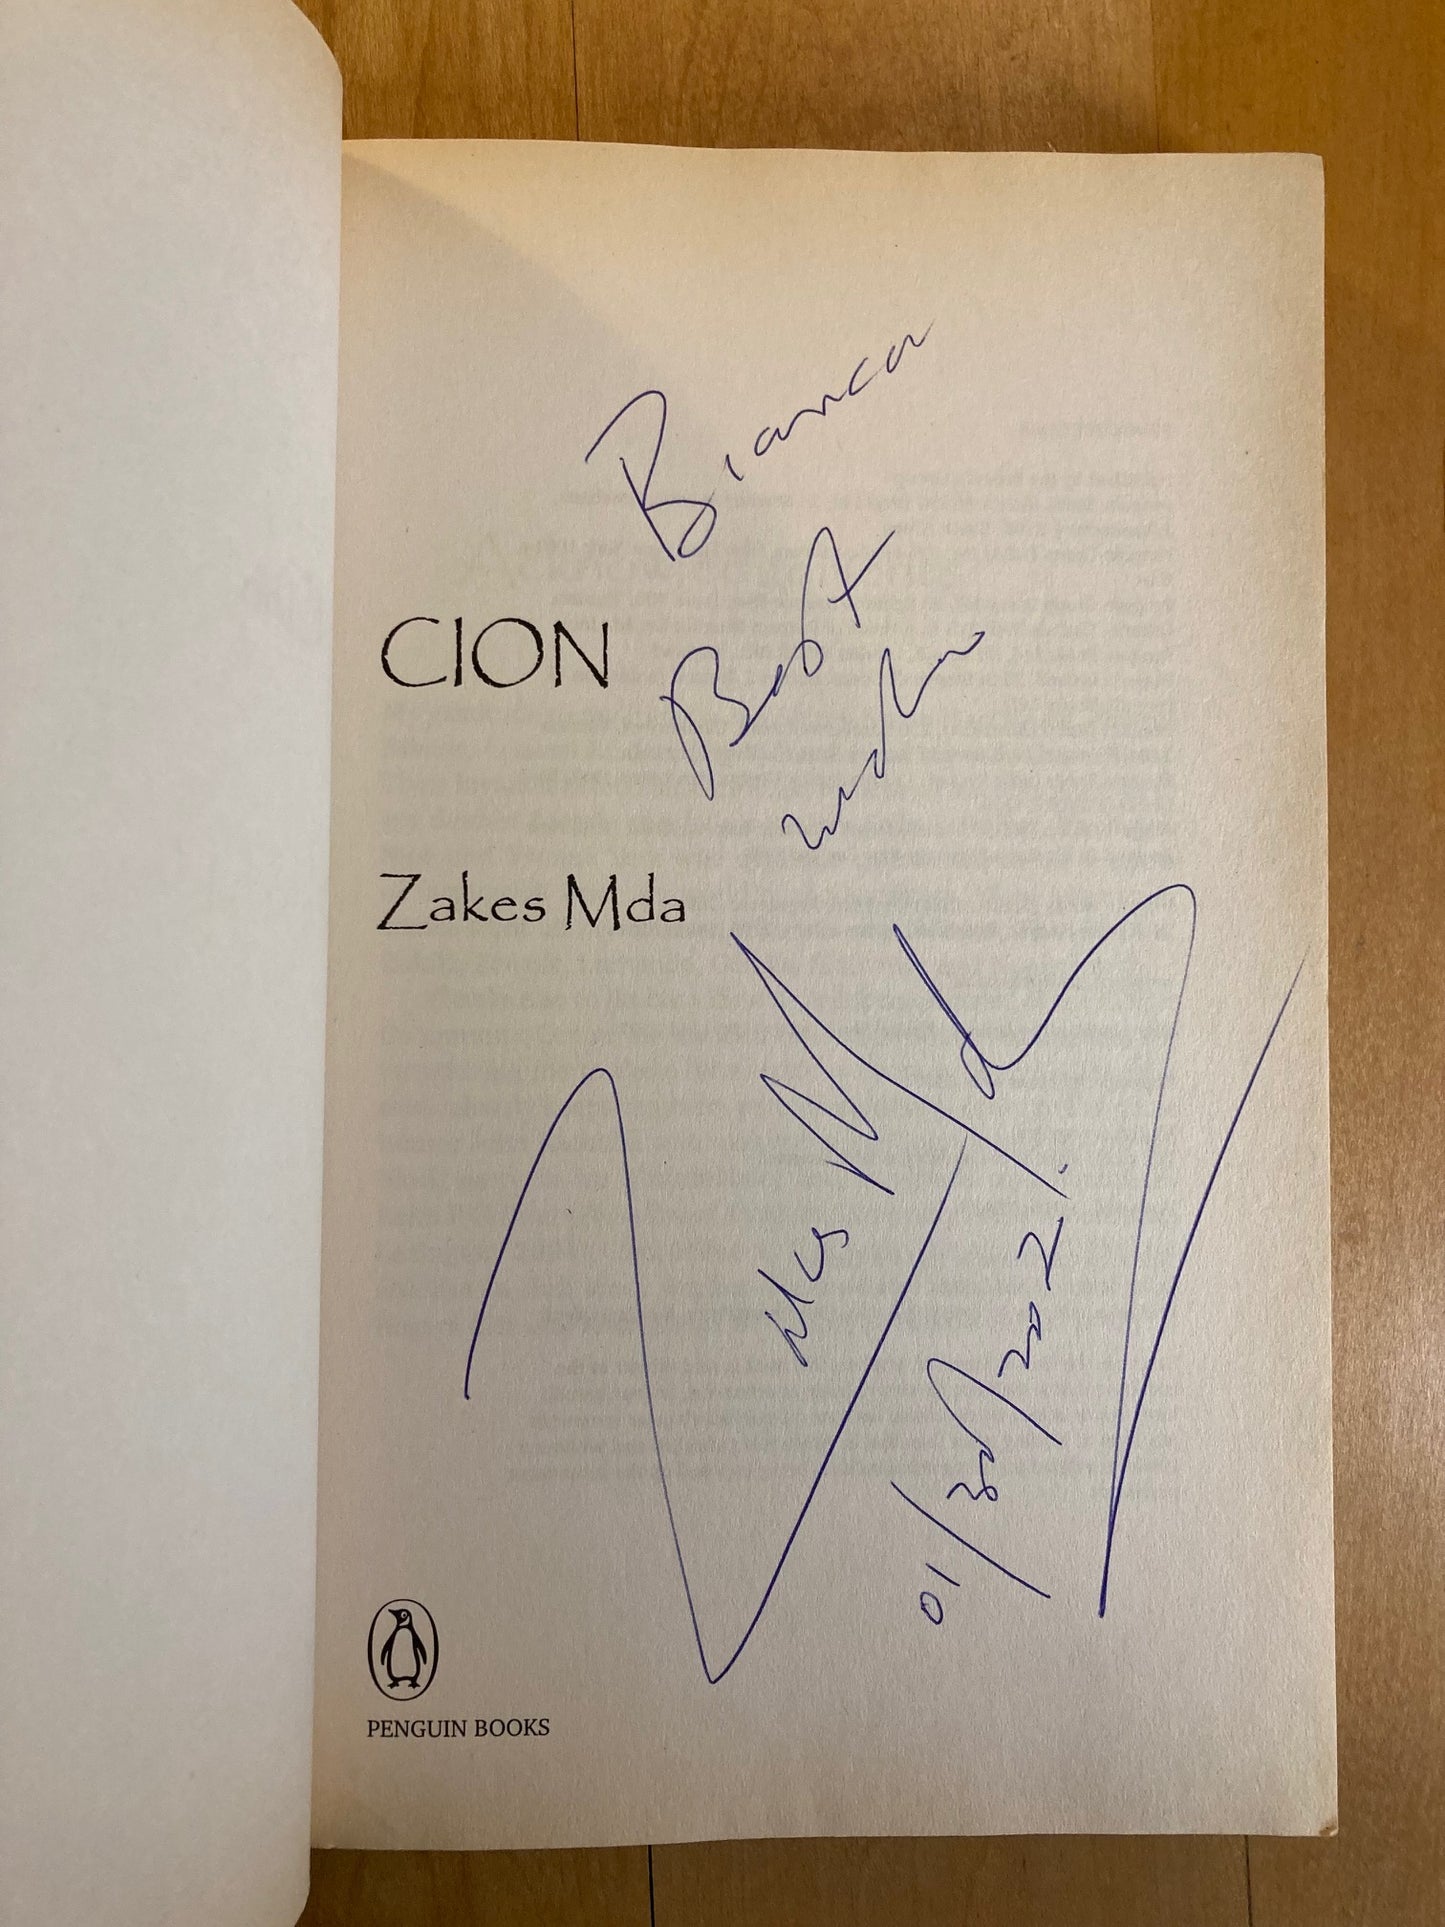 Bianca
Best
wishes
CION
Zakes Mda
Zakes Mda
01/30/2021
PENGUIN BOOKS